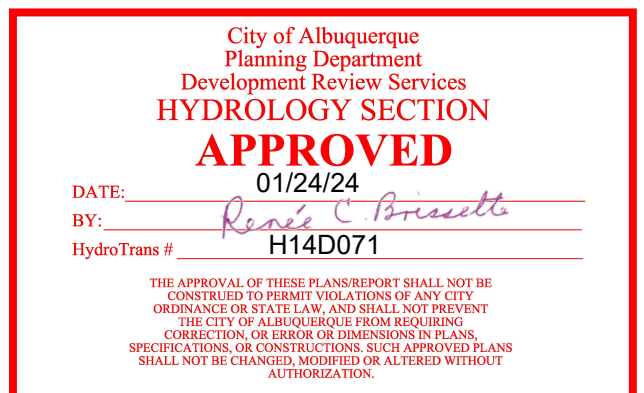 City of Albuquerque
Planning Department
Development Review Services
HYDROLOGY SECTION
APPROVED
DATE: 01/24/24
BY: Renée C. Brissette
HydroTrans # H14D071
THE APPROVAL OF THESE PLANS/REPORT SHALL NOT BE
CONSTRUED TO PERMIT VIOLATIONS OF ANY CITY
ORDINANCE OR STATE LAW, AND SHALL NOT PREVENT
THE CITY OF ALBUQUERQUE FROM REQUIRING
CORRECTION, OR ERROR OR DIMENSIONS IN PLANS,
SPECIFICATIONS, OR CONSTRUCTIONS. SUCH APPROVED PLANS
SHALL NOT BE CHANGED, MODIFIED OR ALTERED WITHOUT
AUTHORIZATION.